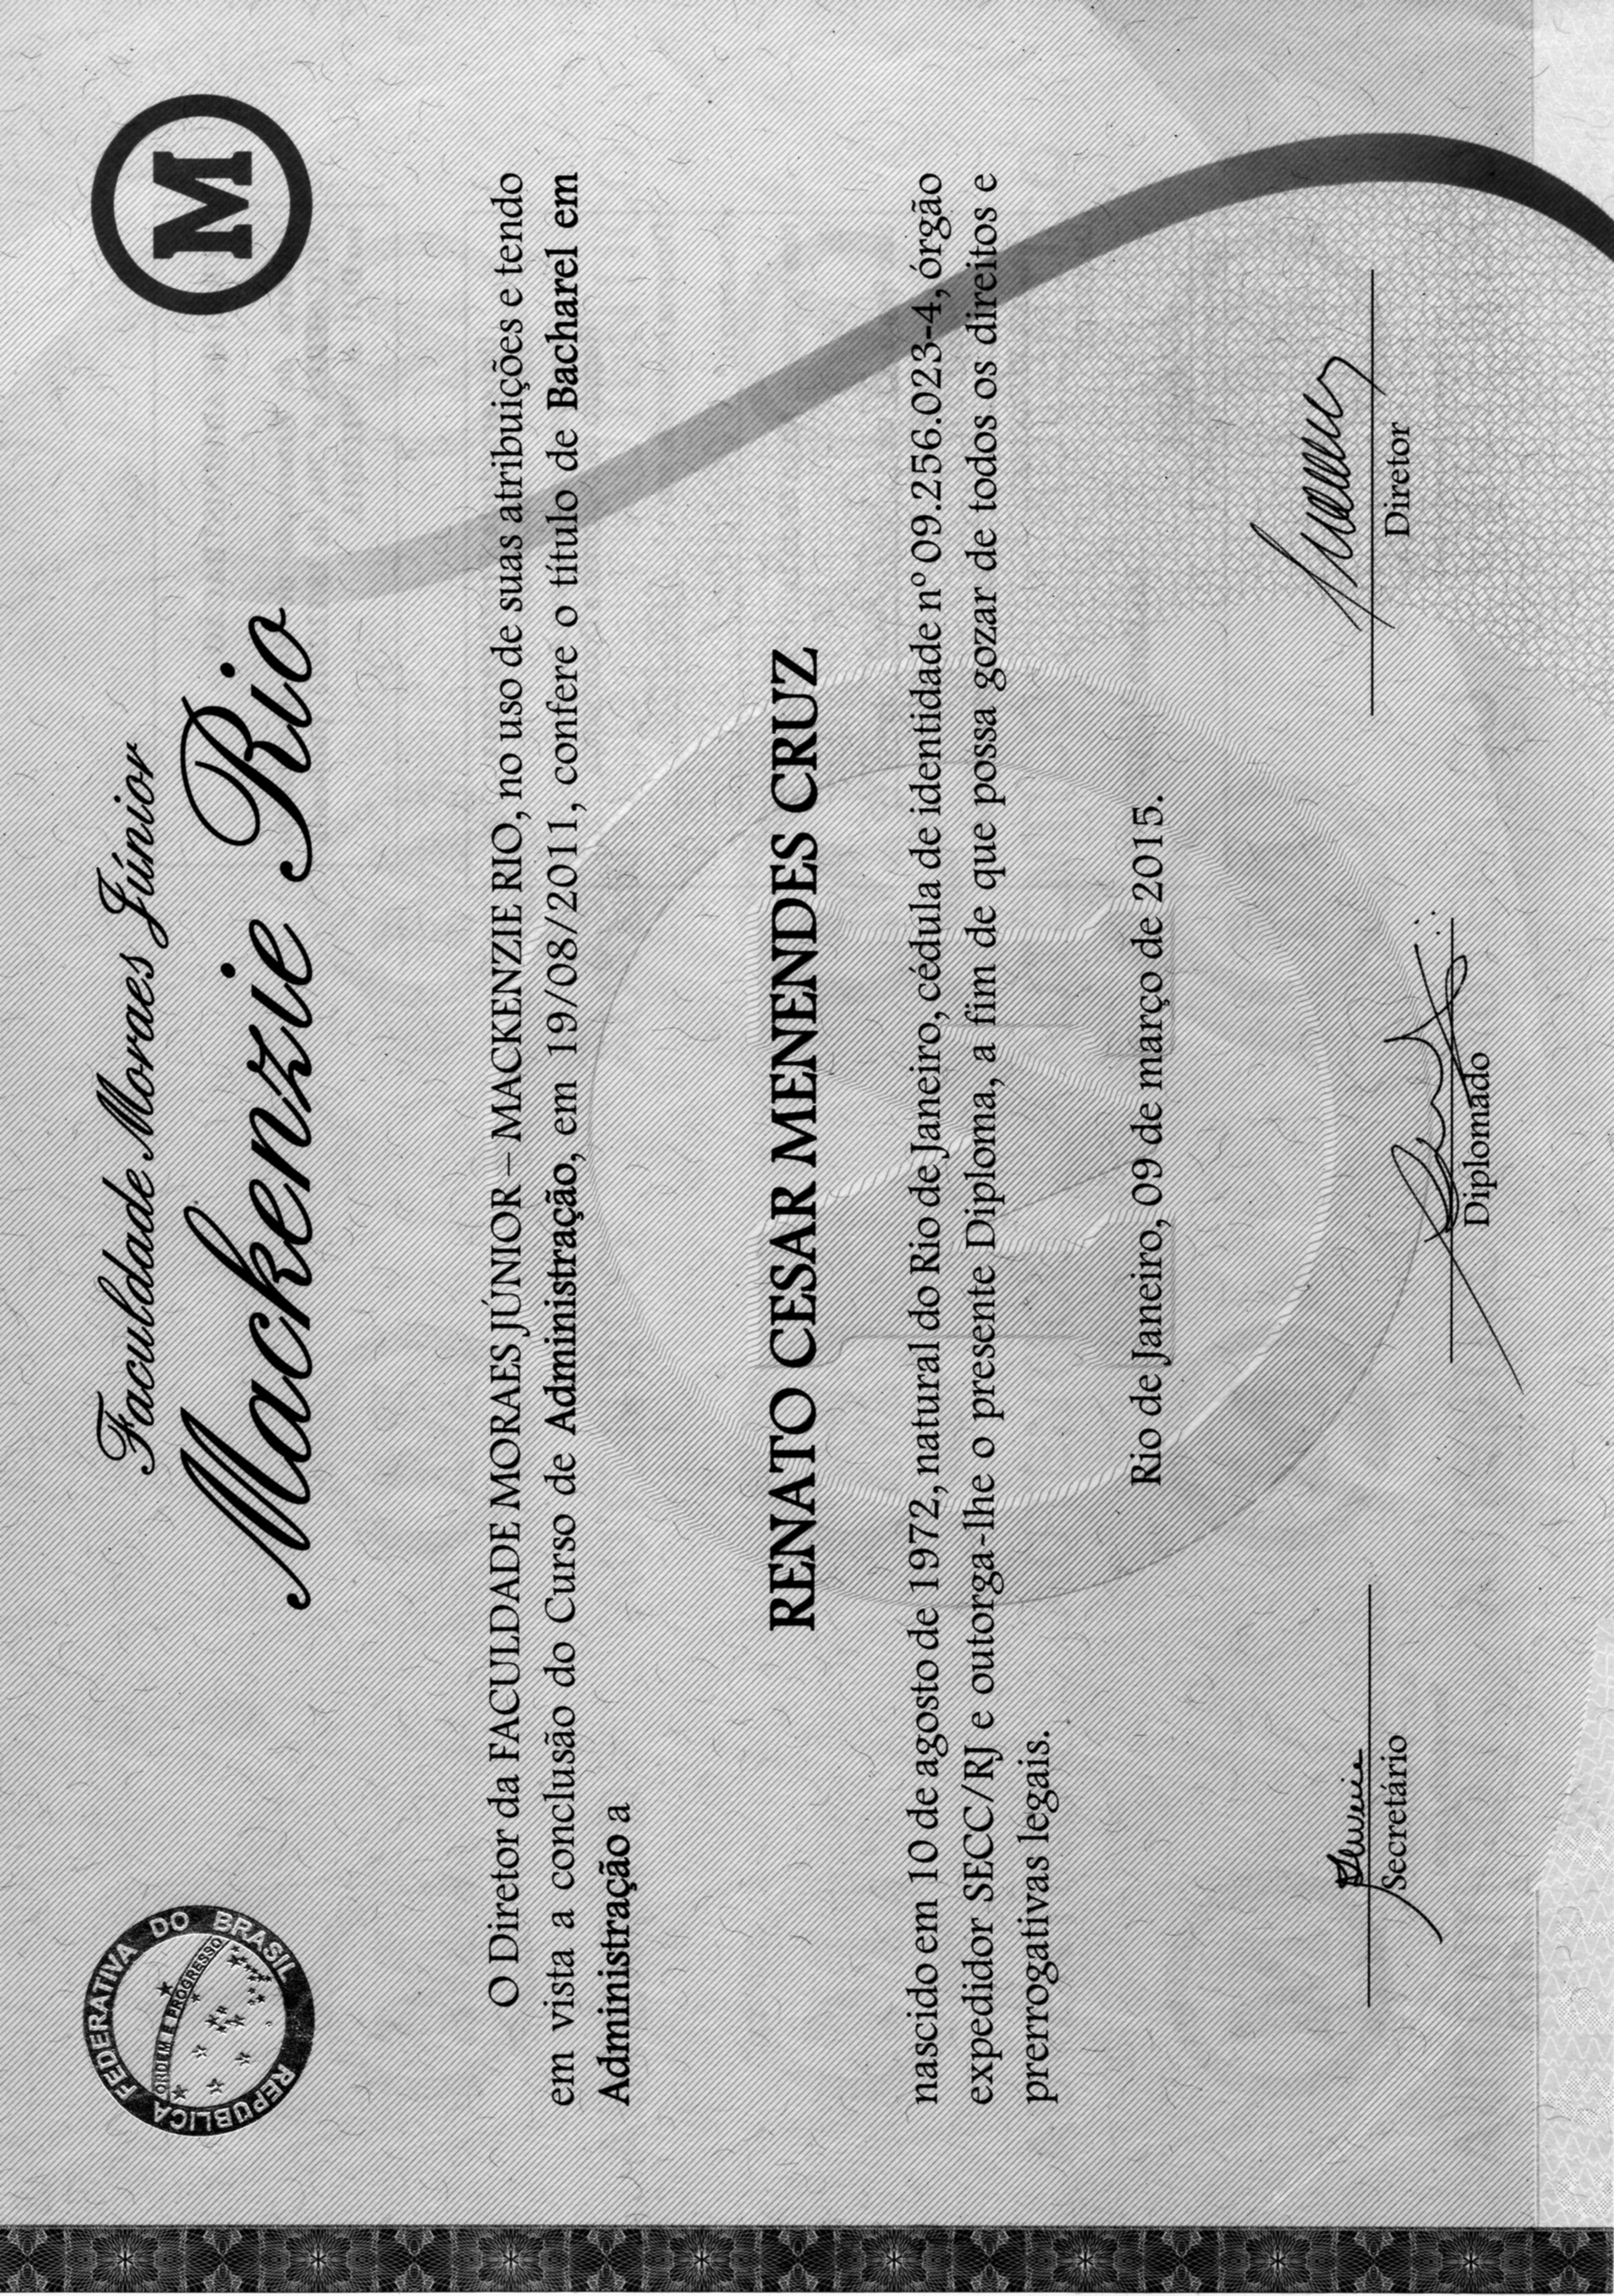 REPÚBLICA FEDERATIVA DO BRASIL
ORDEM E PROGRESSO
Faculdade Moraes Júnior
Mackenzie Rio
M
O Diretor da FACULDADE MORAES JÚNIOR – MACKENZIE RIO, no uso de suas atribuições e tendo
em vista a conclusão do Curso de Administração, em 19/08/2011, confere o título de Bacharel em
Administração a
RENATO CESAR MENENDES CRUZ
nascido em 10 de agosto de 1972, natural do Rio de Janeiro, cédula de identidade nº 09.256.023-4, órgão
expedidor SECC/RJ e outorga-lhe o presente Diploma, a fim de que possa gozar de todos os direitos e
prerrogativas legais.
Rio de Janeiro, 09 de março de 2015.
Secretário
Diretor
Diplomado